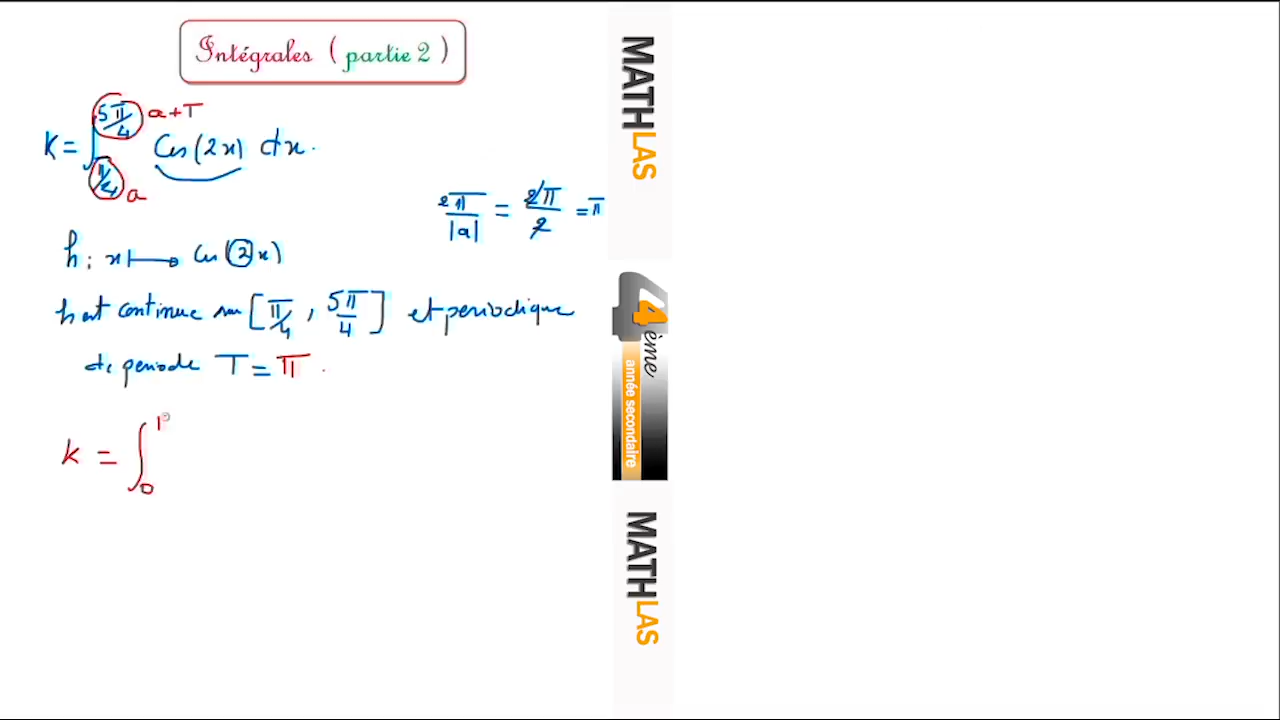 Intégrales (partie 2)
K = ∫ 5π/4 a+T
π/4 a
Cos(2x) dx.
2π/|a| = 2π/2 = π
h : x ↦ Cos(2x)
h est continue sur [π/4 , 5π/4] et periodique
de periode T = π .
K = ∫ 0
MATHLAS
4ème
année secondaire
MATHLAS